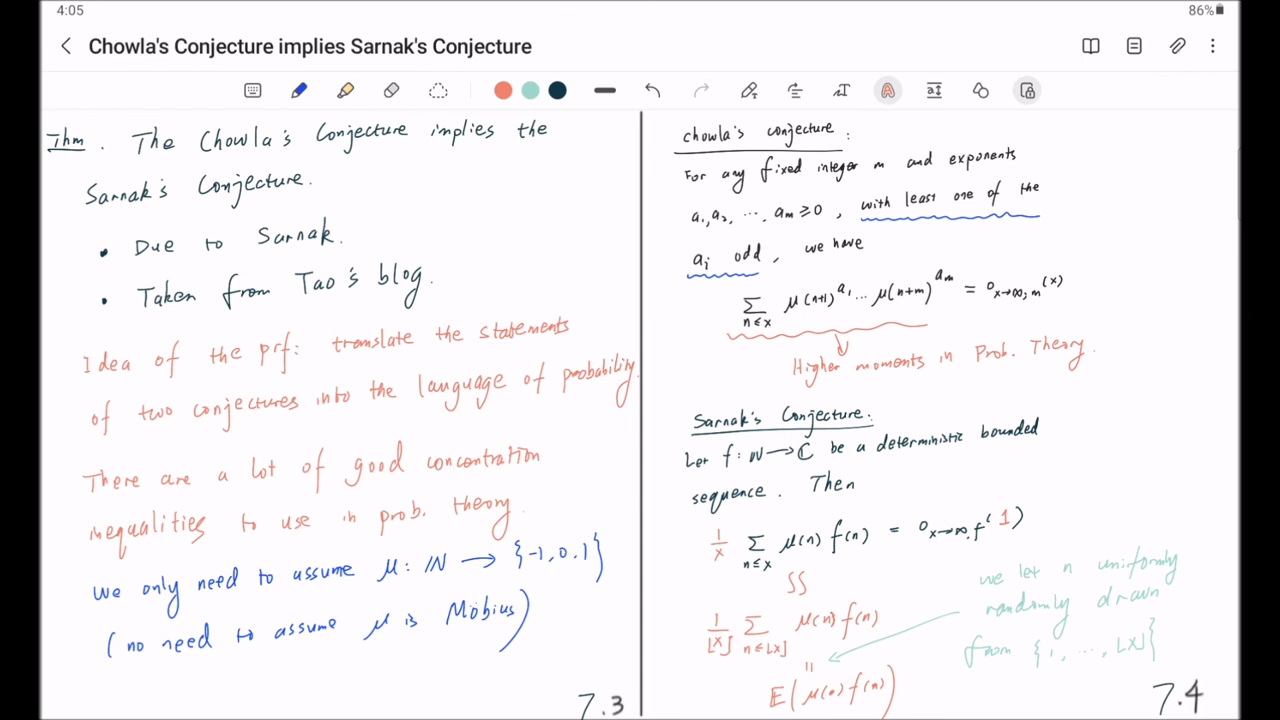 4:05
86%
Chowla's Conjecture implies Sarnak's Conjecture
Thm. The Chowla's Conjecture implies the
Sarnak's Conjecture.
• Due to Sarnak.
• Taken from Tao's blog.
Idea of the prf: translate the statements
of two conjectures into the language of probability.
There are a lot of good concontration
inequalities to use in prob. theory.
We only need to assume μ: ℕ → {-1,0,1}
(no need to assume μ is Möbius)
7.3
Chowla's conjecture:
For any fixed integer m and exponents
a₁,a₂, ..., aₘ ≥ 0, with least one of the
aⱼ odd, we have
∑_{n≤x} μ(n+1)^{a₁} ... μ(n+m)^{aₘ} = o_{x→∞,m}(x)
Higher moments in Prob. Theory.
Sarnak's Conjecture.
Let f: ℕ → ℂ be a deterministic bounded
sequence. Then
1/x ∑_{n≤x} μ(n) f(n) = o_{x→∞,f}(1)
SS
1/⌊x⌋ ∑_{n≤⌊x⌋} μ(n) f(n)
=
𝔼(μ(n) f(n))
we let n uniformly
randomly drawn
from {1, ..., ⌊x⌋}
7.4